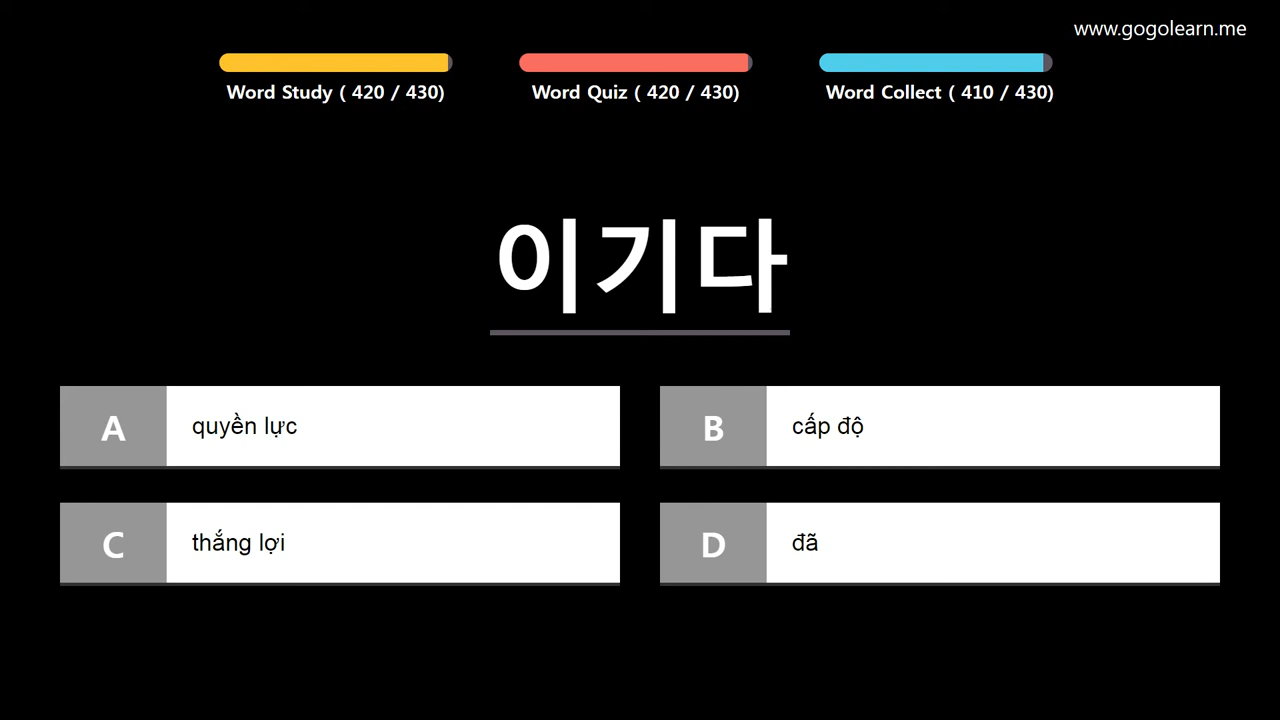 www.gogolearn.me
Word Study ( 420 / 430)
Word Quiz ( 420 / 430)
Word Collect ( 410 / 430)
이기다
A quyền lực
B cấp độ
C thắng lợi
D đã